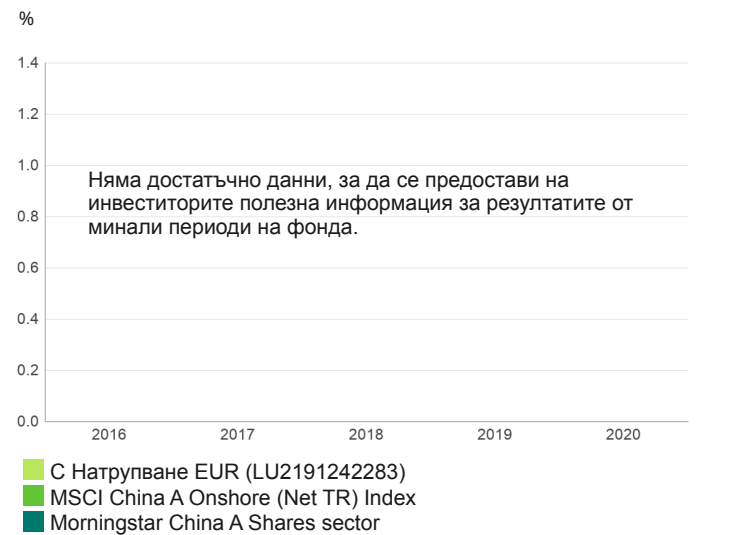 %
1.4
1.2
1.0
Няма достатъчно данни, за да се предостави на
инвеститорите полезна информация за резултатите от
0.8
минали периоди на фонда.
0.6
0.4
0.2
0.0
2016 2017 2018 2019 2020
C Натрупване EUR (LU2191242283)
MSCI China A Onshore (Net TR) Index
Morningstar China A Shares sector